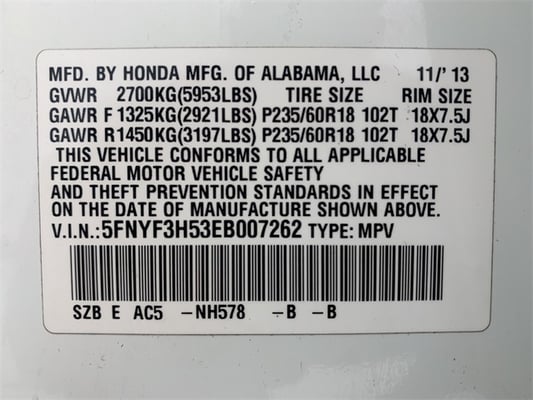 MFD. BY HONDA MFG. OF ALABAMA, LLC 11/'13
GVWR 2700KG(5953LBS) TIRE SIZE RIM SIZE
GAWR F 1325KG(2921LBS) P235/60R18 102T 18X7.5J
GAWR R1450KG(3197LBS) P235/60R18 102T 18X7.5J
THIS VEHICLE CONFORMS TO ALL APPLICABLE
FEDERAL MOTOR VEHICLE SAFETY
AND THEFT PREVENTION STANDARDS IN EFFECT
ON THE DATE OF MANUFACTURE SHOWN ABOVE.
V.I.N.:5FNYF3H53EB007262 TYPE: MPV
SZB E AC5 -NH578 -B -B